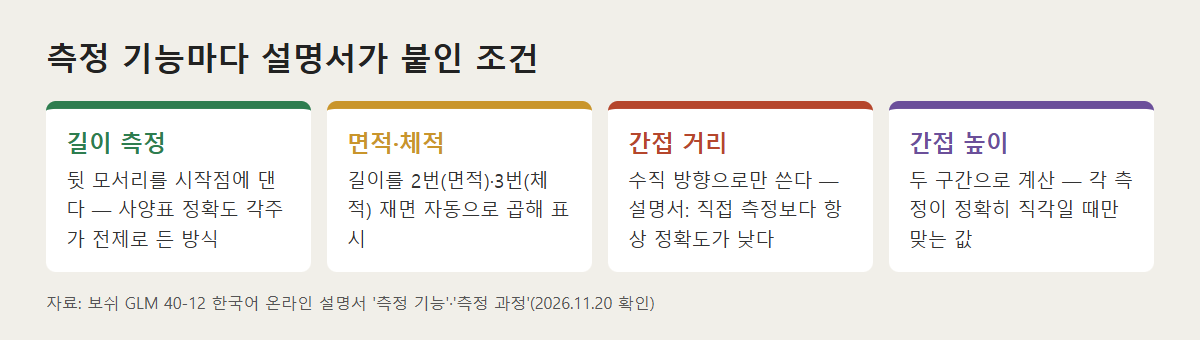 측정 기능마다 설명서가 붙인 조건
길이 측정
뒷 모서리를 시작점에 댄
다 — 사양표 정확도 각주
가 전제로 든 방식
면적·체적
길이를 2번(면적)·3번(체
적) 재면 자동으로 곱해 표
시
간접 거리
수직 방향으로만 쓴다 —
설명서: 직접 측정보다 항
상 정확도가 낮다
간접 높이
두 구간으로 계산 — 각 측
정이 정확히 직각일 때만
맞는 값
자료: 보쉬 GLM 40-12 한국어 온라인 설명서 '측정 기능'·'측정 과정'(2026.11.20 확인)